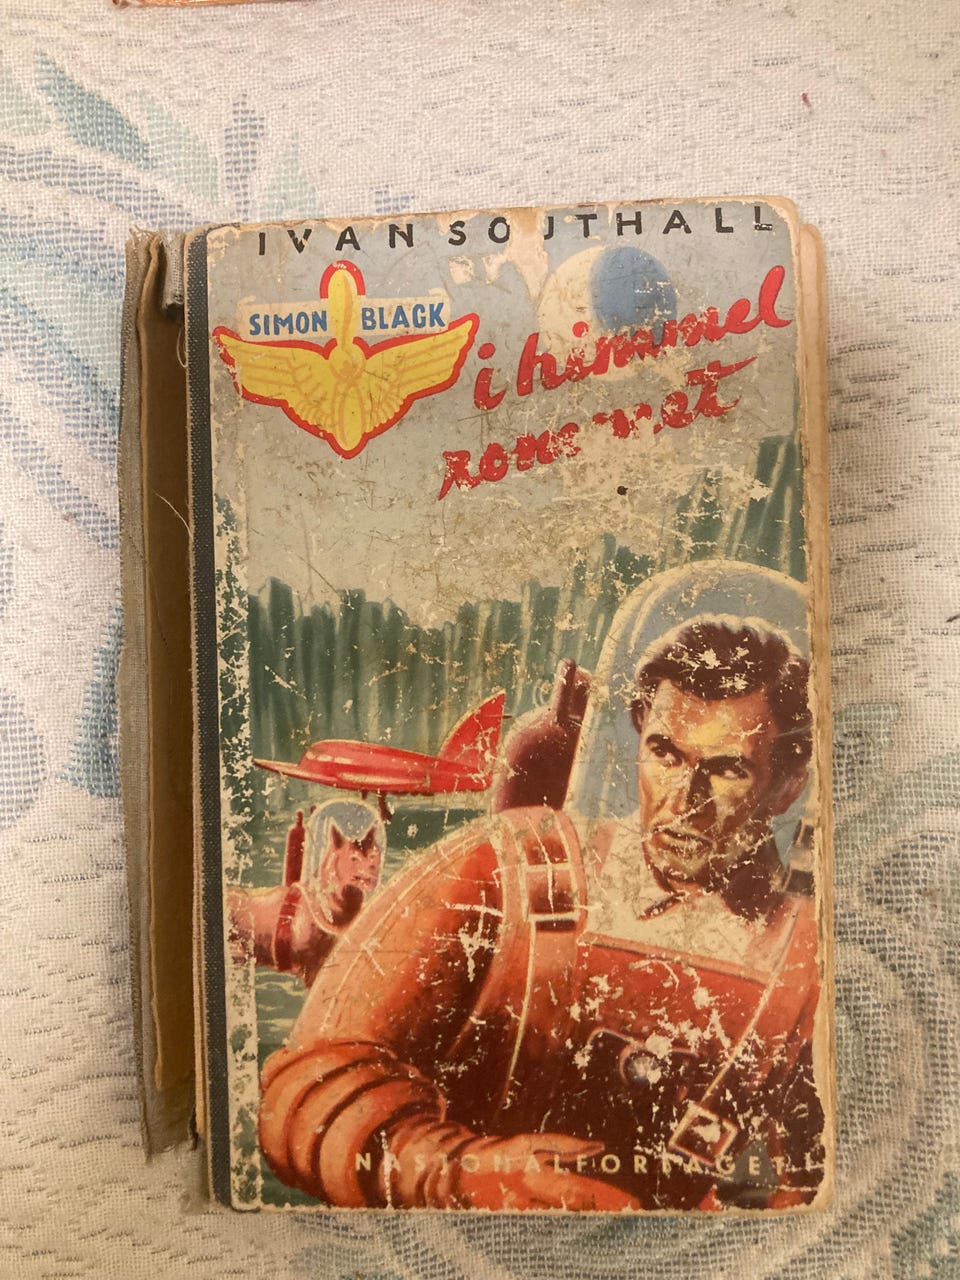 IVAN SOUTHALL
SIMON BLACK
i himmel
rommet
NASJONALFORLAGET